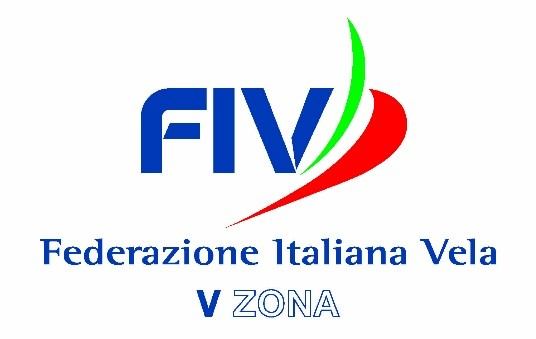 FIV
Federazione Italiana Vela
V ZONA